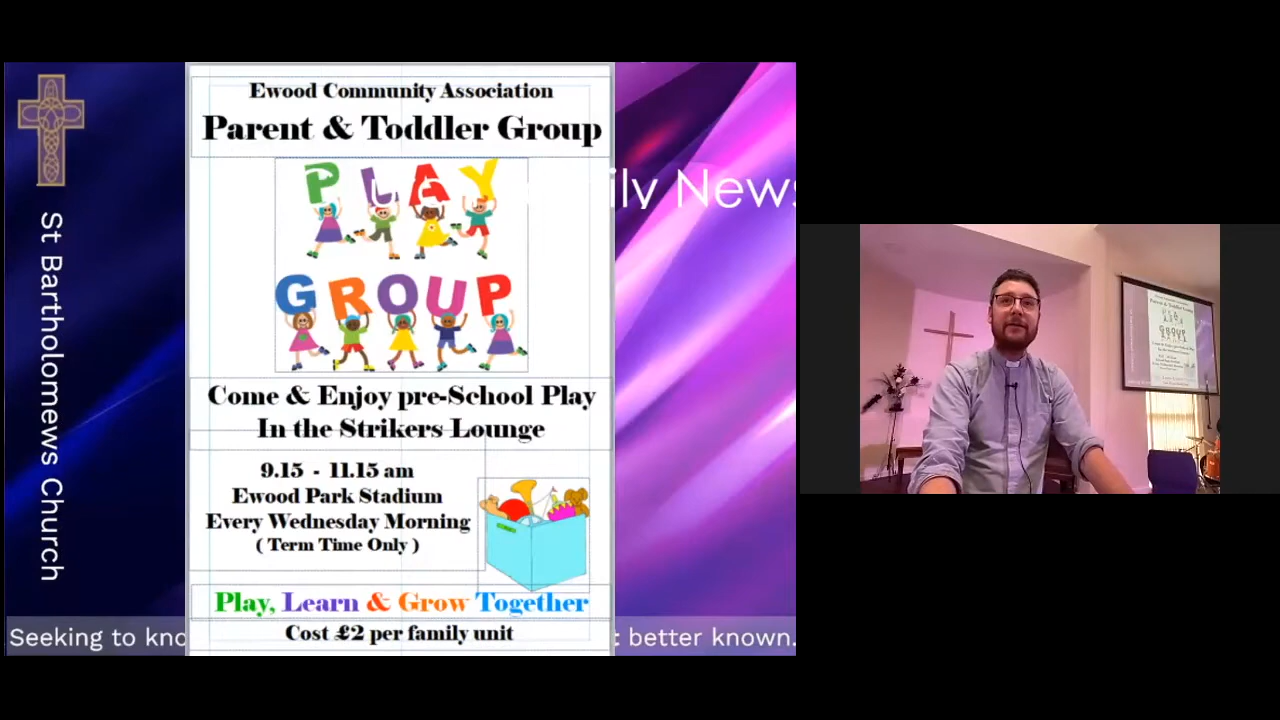 St Bartholomews Church
Ewood Community Association
Parent & Toddler Group
PLAY
ily News
GROUP
Come & Enjoy pre-School Play
In the Strikers Lounge
9.15 - 11.15 am
Ewood Park Stadium
Every Wednesday Morning
( Term Time Only )
Play, Learn & Grow Together
Cost £2 per family unit
Seeking to kno
better known.